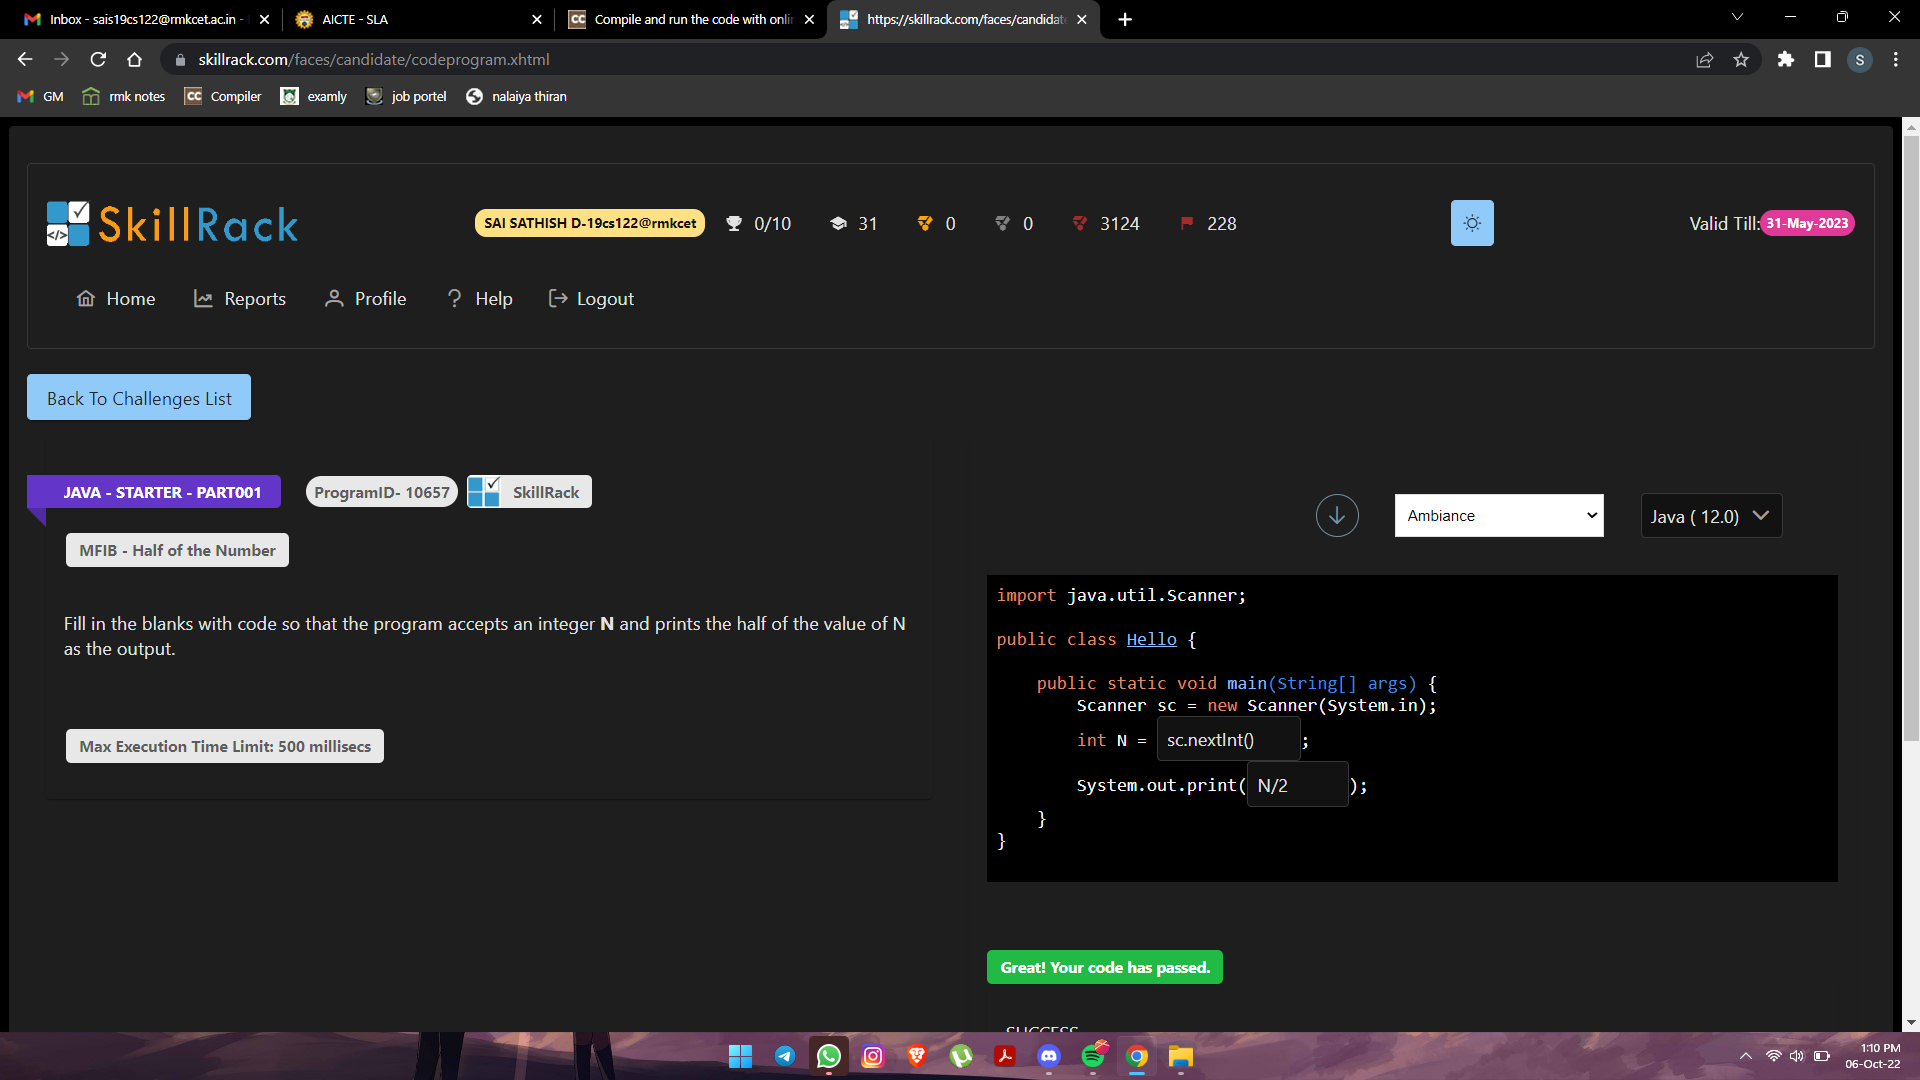 Inbox - sais19cs122@rmkcet.ac.in -
AICTE - SLA
Compile and run the code with onlin
https://skillrack.com/faces/candidat
skillrack.com/faces/candidate/codeprogram.xhtml
S
GM
rmk notes
CC Compiler
examly
job portel
nalaiya thiran
SkillRack
SAI SATHISH D-19cs122@rmkcet
0/10
31
0
0
3124
228
Valid Till: 31-May-2023
Home
Reports
Profile
Help
Logout
Back To Challenges List
JAVA - STARTER - PART001
ProgramID- 10657
SkillRack
MFIB - Half of the Number
Fill in the blanks with code so that the program accepts an integer N and prints the half of the value of N
as the output.
Max Execution Time Limit: 500 millisecs
Ambiance
Java ( 12.0)
import java.util.Scanner;
public class Hello {
public static void main(String[] args) {
Scanner sc = new Scanner(System.in);
int N = sc.nextInt() ;
System.out.print( N/2 );
}
}
Great! Your code has passed.
SUCCESS
1:10 PM
06-Oct-22